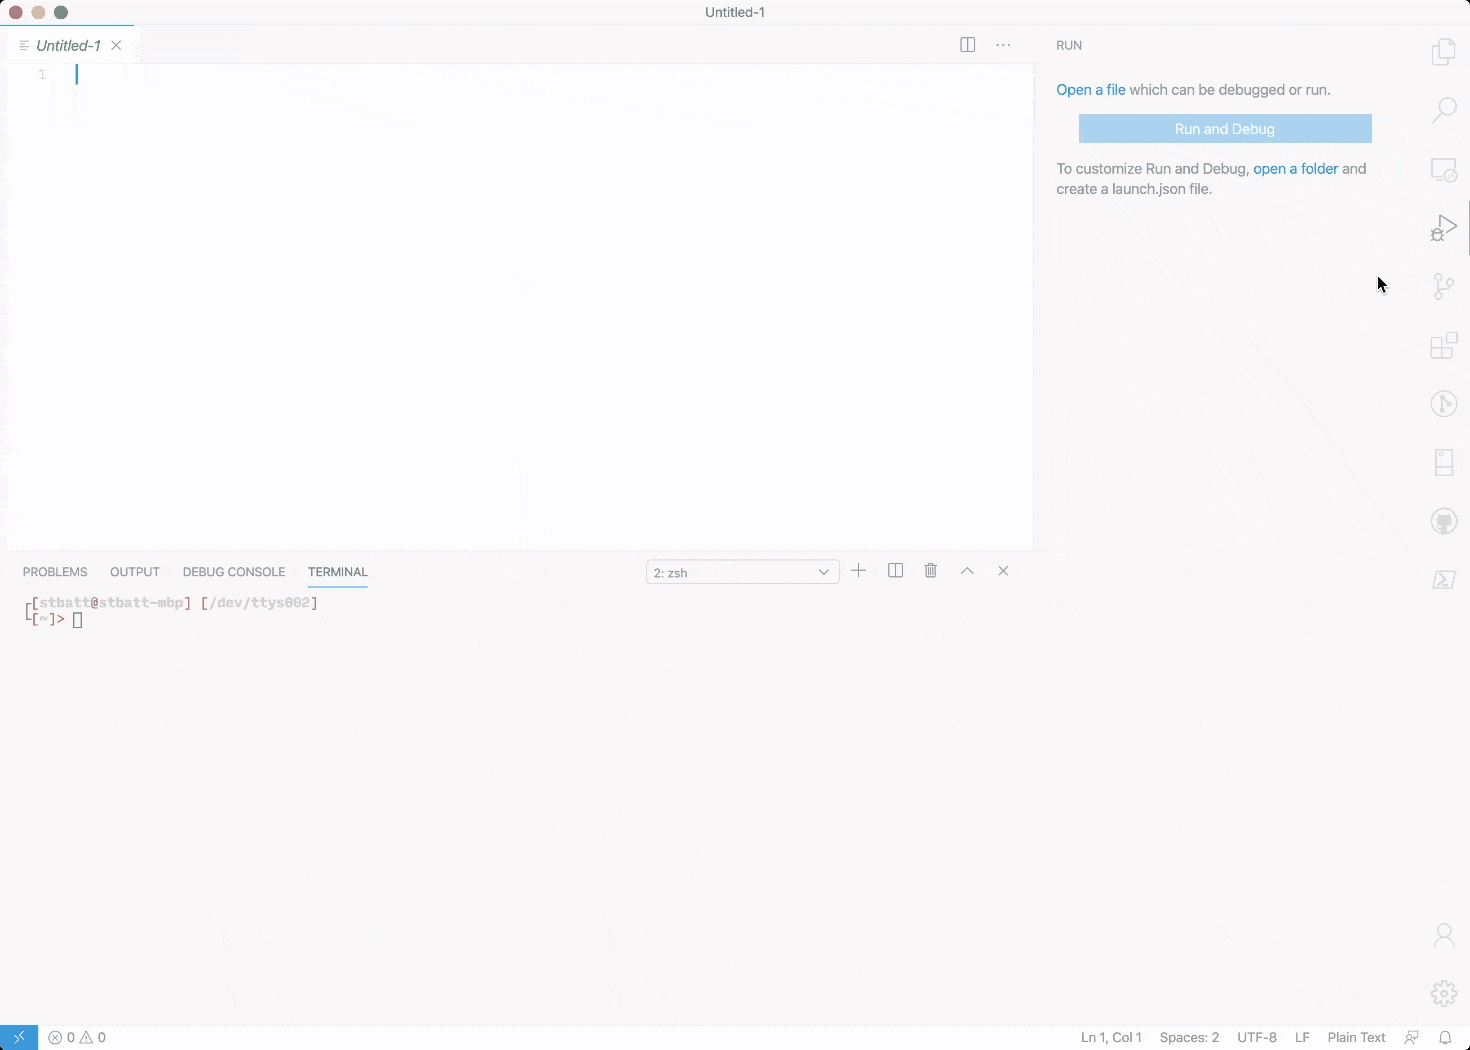 Untitled-1
Untitled-1
1
RUN
Open a file which can be debugged or run.
Run and Debug
To customize Run and Debug, open a folder and
create a launch.json file.
PROBLEMS OUTPUT DEBUG CONSOLE TERMINAL
2: zsh
[stbatt@stbatt-mbp] [/dev/ttys002]
[~]>
0 0
Ln 1, Col 1 Spaces: 2 UTF-8 LF Plain Text